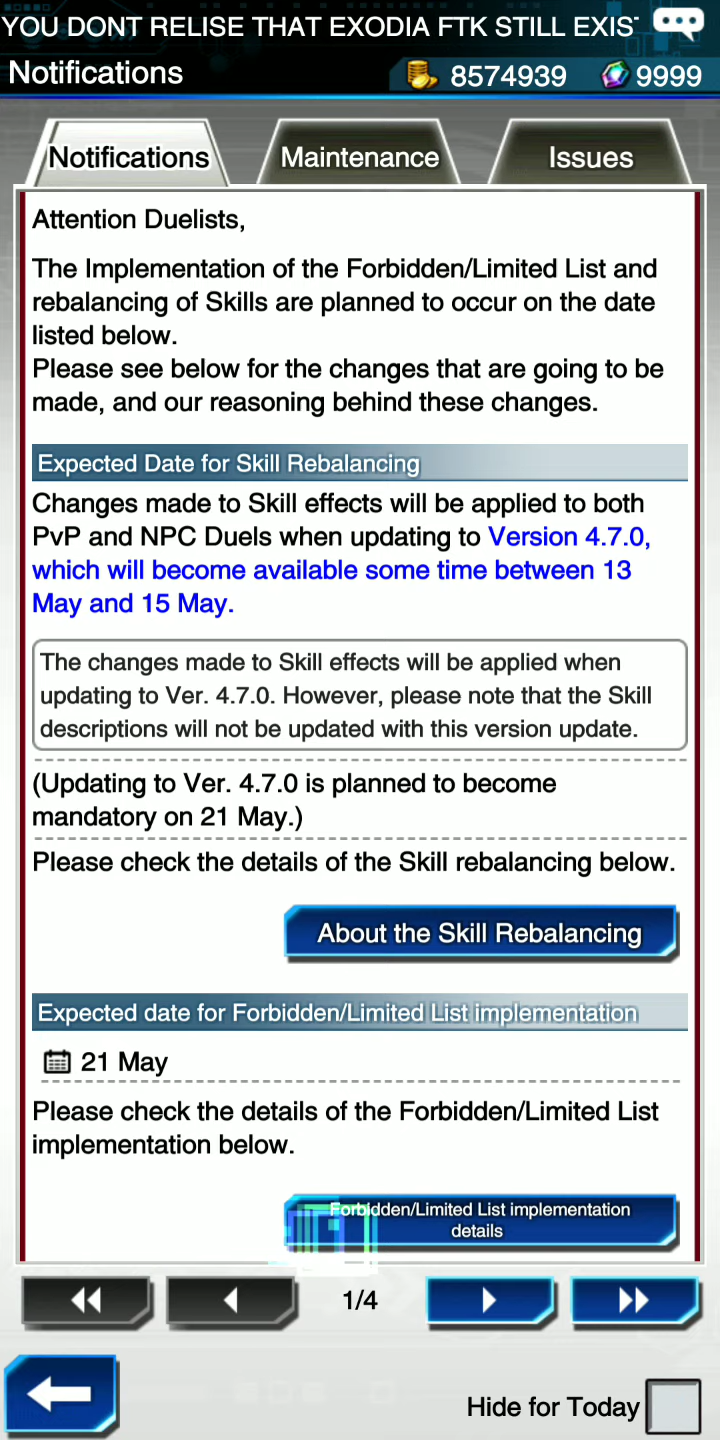 YOU DONT RELISE THAT EXODIA FTK STILL EXIST
Notifications
8574939
9999
Notifications
Maintenance
Issues
Attention Duelists,
The Implementation of the Forbidden/Limited List and
rebalancing of Skills are planned to occur on the date
listed below.
Please see below for the changes that are going to be
made, and our reasoning behind these changes.
Expected Date for Skill Rebalancing
Changes made to Skill effects will be applied to both
PvP and NPC Duels when updating to Version 4.7.0,
which will become available some time between 13
May and 15 May.
The changes made to Skill effects will be applied when
updating to Ver. 4.7.0. However, please note that the Skill
descriptions will not be updated with this version update.
(Updating to Ver. 4.7.0 is planned to become
mandatory on 21 May.)
Please check the details of the Skill rebalancing below.
About the Skill Rebalancing
Expected date for Forbidden/Limited List implementation
21 May
Please check the details of the Forbidden/Limited List
implementation below.
Forbidden/Limited List implementation
details
1/4
Hide for Today